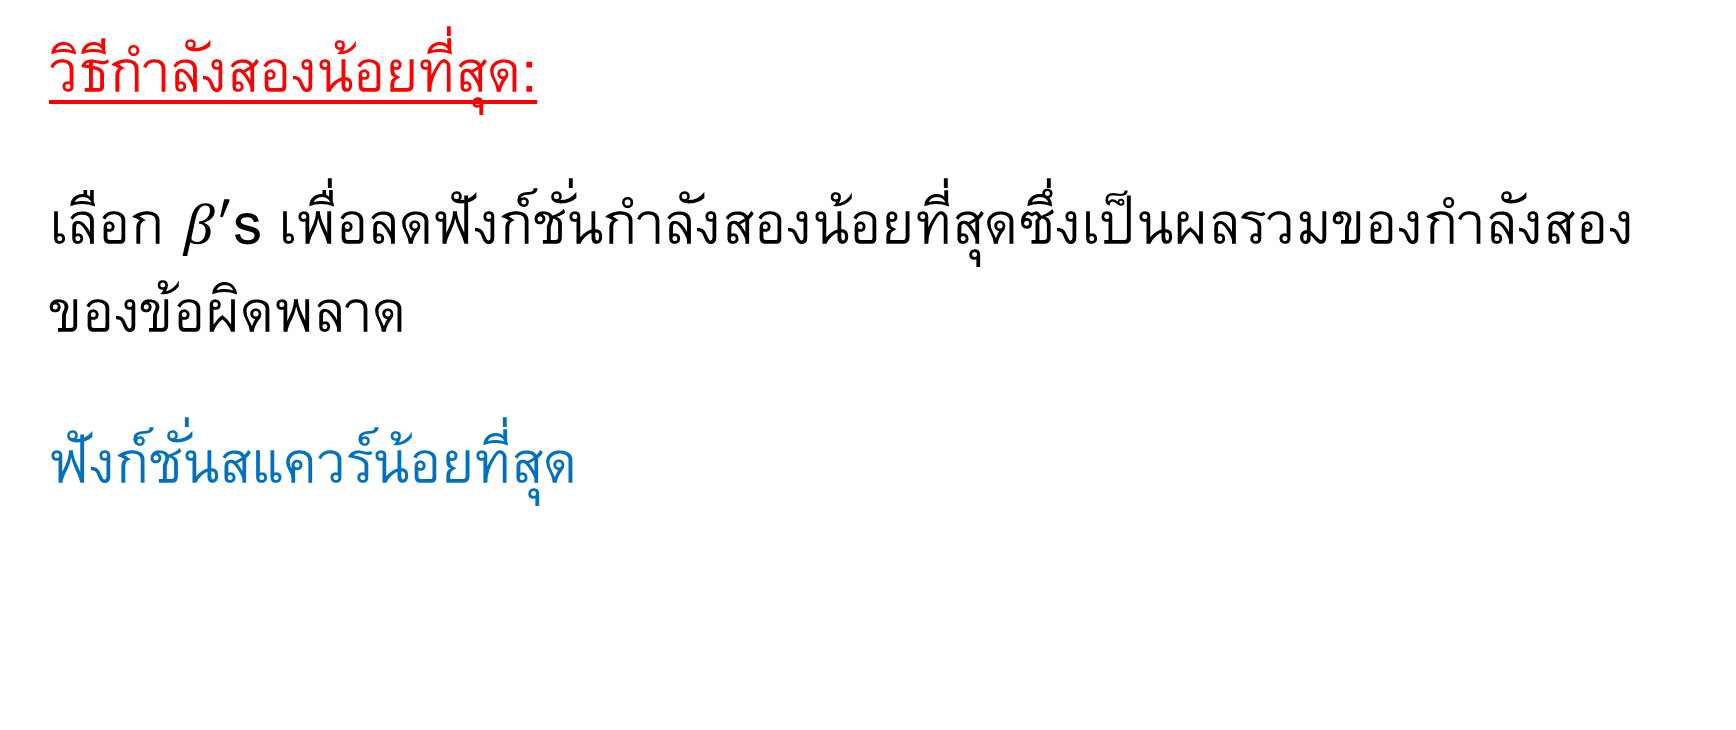 วิธีกำลังสองน้อยที่สุด:
เลือก β′s เพื่อลดฟังก์ชั่นกำลังสองน้อยที่สุดซึ่งเป็นผลรวมของกำลังสอง
ของข้อผิดพลาด
ฟังก์ชั่นสแควร์น้อยที่สุด